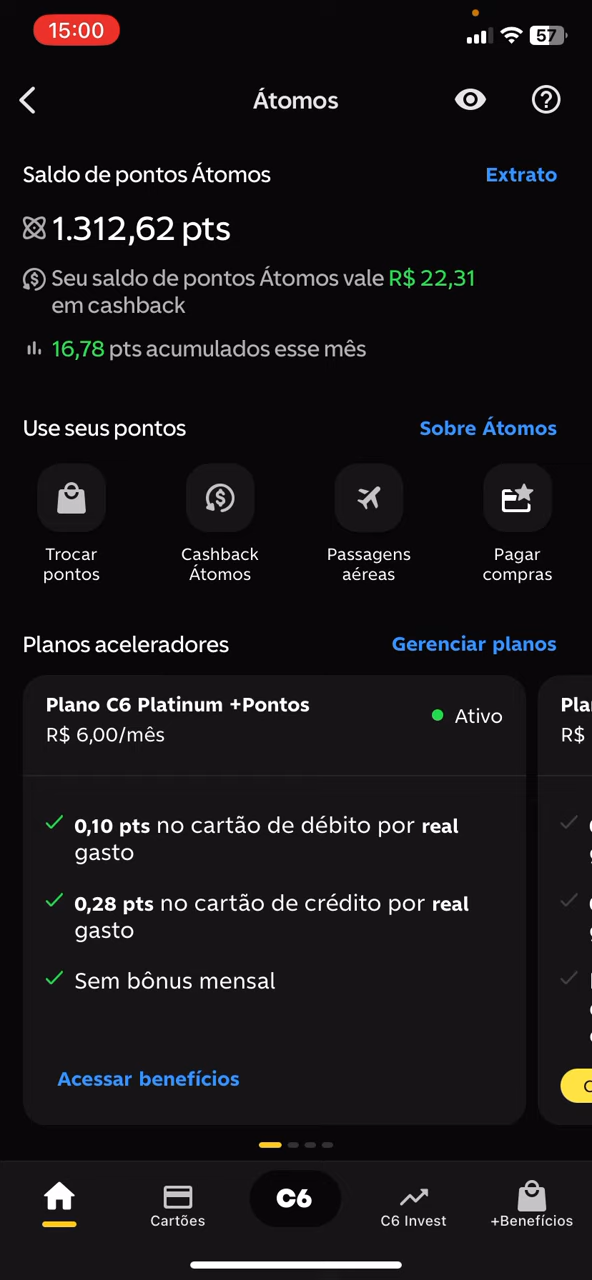 15:00
57
Átomos
Saldo de pontos Átomos
Extrato
1.312,62 pts
Seu saldo de pontos Átomos vale R$ 22,31
em cashback
16,78 pts acumulados esse mês
Use seus pontos
Sobre Átomos
Trocar
pontos
Cashback
Átomos
Passagens
aéreas
Pagar
compras
Planos aceleradores
Gerenciar planos
Plano C6 Platinum +Pontos
R$ 6,00/mês
Ativo
Pla
R$
0,10 pts no cartão de débito por real
gasto
0,28 pts no cartão de crédito por real
gasto
Sem bônus mensal
Acessar benefícios
Cartões
C6
C6 Invest
+Benefícios